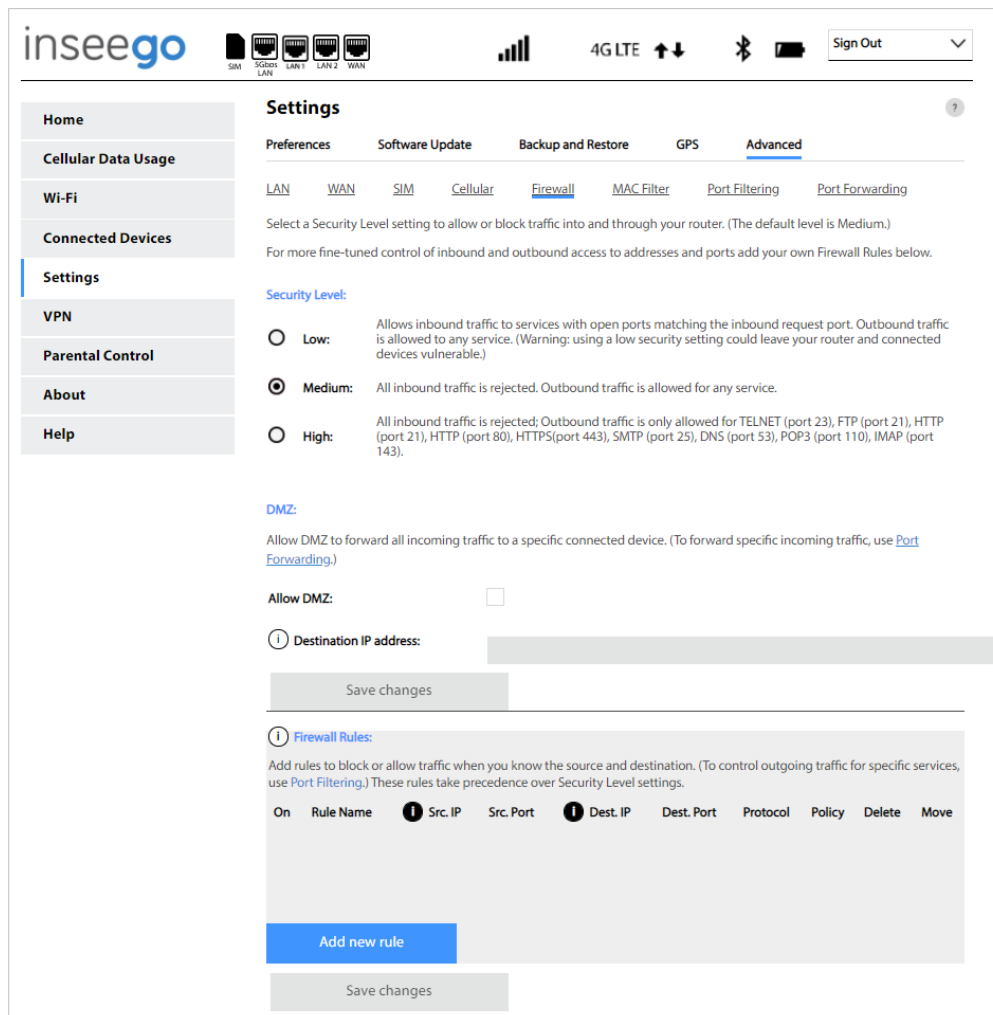 inseego
SIM
5Gbps
LAN
LAN 1
LAN 2
WAN
4G LTE
Sign Out
Home
Cellular Data Usage
Wi-Fi
Connected Devices
Settings
VPN
Parental Control
About
Help
Settings
?
Preferences
Software Update
Backup and Restore
GPS
Advanced
LAN
WAN
SIM
Cellular
Firewall
MAC Filter
Port Filtering
Port Forwarding
Select a Security Level setting to allow or block traffic into and through your router. (The default level is Medium.)
For more fine-tuned control of inbound and outbound access to addresses and ports add your own Firewall Rules below.
Security Level:
Low:
Allows inbound traffic to services with open ports matching the inbound request port. Outbound traffic
is allowed to any service. (Warning: using a low security setting could leave your router and connected
devices vulnerable.)
Medium:
All inbound traffic is rejected. Outbound traffic is allowed for any service.
High:
All inbound traffic is rejected; Outbound traffic is only allowed for TELNET (port 23), FTP (port 21), HTTP
(port 21), HTTP (port 80), HTTPS(port 443), SMTP (port 25), DNS (port 53), POP3 (port 110), IMAP (port
143).
DMZ:
Allow DMZ to forward all incoming traffic to a specific connected device. (To forward specific incoming traffic, use Port
Forwarding.)
Allow DMZ:
i Destination IP address:
Save changes
i Firewall Rules:
Add rules to block or allow traffic when you know the source and destination. (To control outgoing traffic for specific services,
use Port Filtering.) These rules take precedence over Security Level settings.
On Rule Name i Src. IP Src. Port i Dest. IP Dest. Port Protocol Policy Delete Move
Add new rule
Save changes